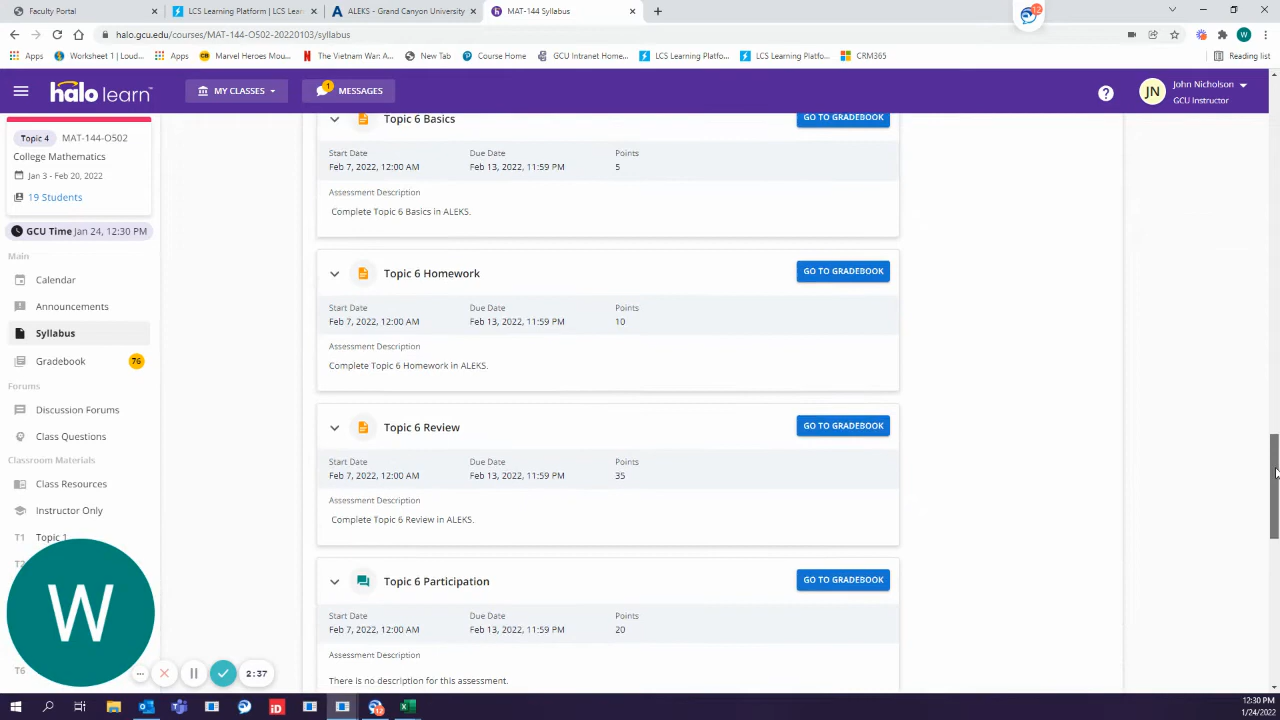 Faculty Portal
LCS Learning Platform | LCS Lear
ALEKS - Grand Canyon University
MAT-144 Syllabus
12
halo.gcu.edu/courses/MAT-144-O502-20220103/syllabus
W
Apps
Worksheet 1 | Loud...
Apps
Marvel Heroes Mou...
The Vietnam War: A...
New Tab
Course Home
GCU Intranet Home...
LCS Learning Platfo...
LCS Learning Platfo...
CRM365
Reading list
halo learn
MY CLASSES
1
MESSAGES
?
JN
John Nicholson
GCU Instructor
Topic 4
MAT-144-O502
College Mathematics
Jan 3 - Feb 20, 2022
19 Students
GCU Time Jan 24, 12:30 PM
Main
Calendar
Announcements
Syllabus
Gradebook
76
Forums
Discussion Forums
Class Questions
Classroom Materials
Class Resources
Instructor Only
T1 Topic 1
T6
W
2:37
Topic 6 Basics
GO TO GRADEBOOK
Start Date Due Date Points
Feb 7, 2022, 12:00 AM Feb 13, 2022, 11:59 PM 5
Assessment Description
Complete Topic 6 Basics in ALEKS.
Topic 6 Homework
GO TO GRADEBOOK
Start Date Due Date Points
Feb 7, 2022, 12:00 AM Feb 13, 2022, 11:59 PM 10
Assessment Description
Complete Topic 6 Homework in ALEKS.
Topic 6 Review
GO TO GRADEBOOK
Start Date Due Date Points
Feb 7, 2022, 12:00 AM Feb 13, 2022, 11:59 PM 35
Assessment Description
Complete Topic 6 Review in ALEKS.
Topic 6 Participation
GO TO GRADEBOOK
Start Date Due Date Points
Feb 7, 2022, 12:00 AM Feb 13, 2022, 11:59 PM 20
Assessment Description
There is no description for this assessment.
iD
12:30 PM
1/24/2022